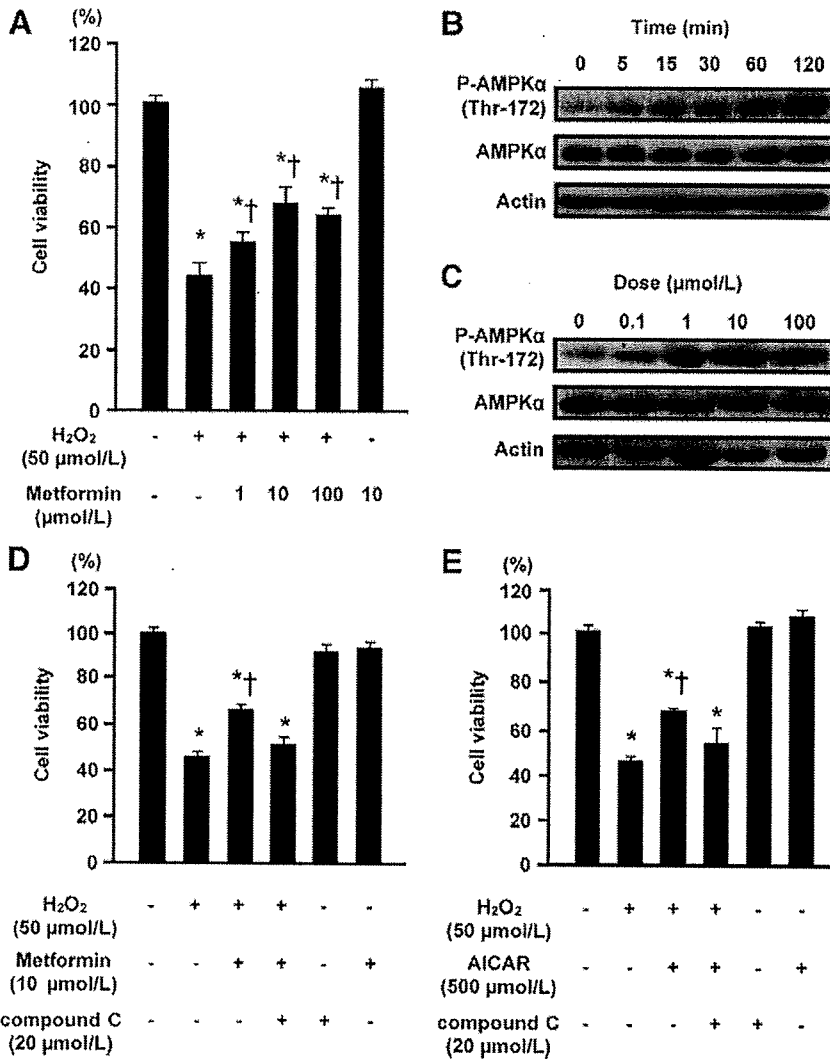 A
(%)
120
100
80
60
40
20
0
Cell viability
*
*†
*†
*†
H₂O₂ - + + + + -
(50 µmol/L)
Metformin - - 1 10 100 10
(µmol/L)
B
Time (min)
0 5 15 30 60 120
P-AMPKα
(Thr-172)
AMPKα
Actin
C
Dose (µmol/L)
0 0.1 1 10 100
P-AMPKα
(Thr-172)
AMPKα
Actin
D
(%)
120
100
80
60
40
20
0
Cell viability
*
*†
*
H₂O₂ - + + + - -
(50 µmol/L)
Metformin - - + + - +
(10 µmol/L)
compound C - - - + + -
(20 µmol/L)
E
(%)
120
100
80
60
40
20
0
Cell viability
*
*†
*
H₂O₂ - + + + - -
(50 µmol/L)
AICAR - - + + - +
(500 µmol/L)
compound C - - - + + -
(20 µmol/L)